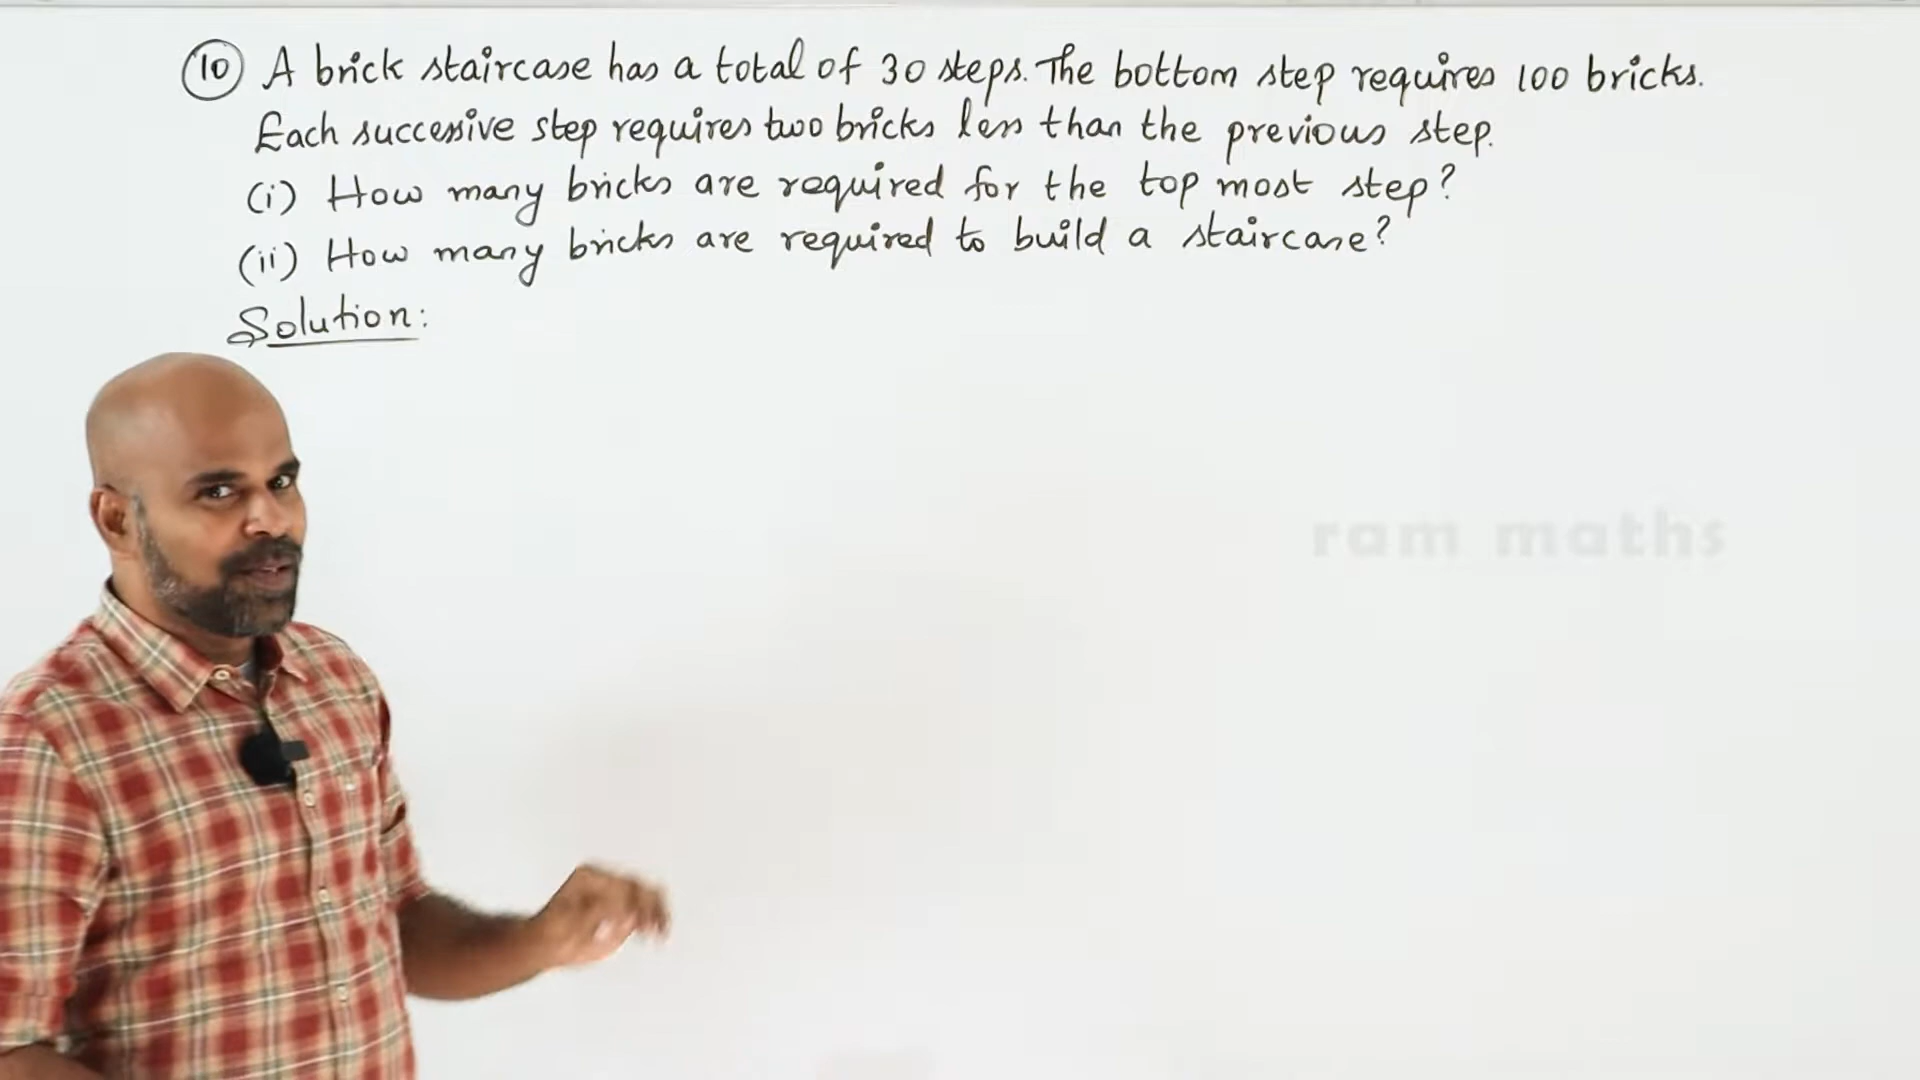 10 A brick staircase has a total of 30 steps. The bottom step requires 100 bricks.
Each successive step requires two bricks less than the previous step.
(i) How many bricks are required for the top most step?
(ii) How many bricks are required to build a staircase?
Solution:
ram maths